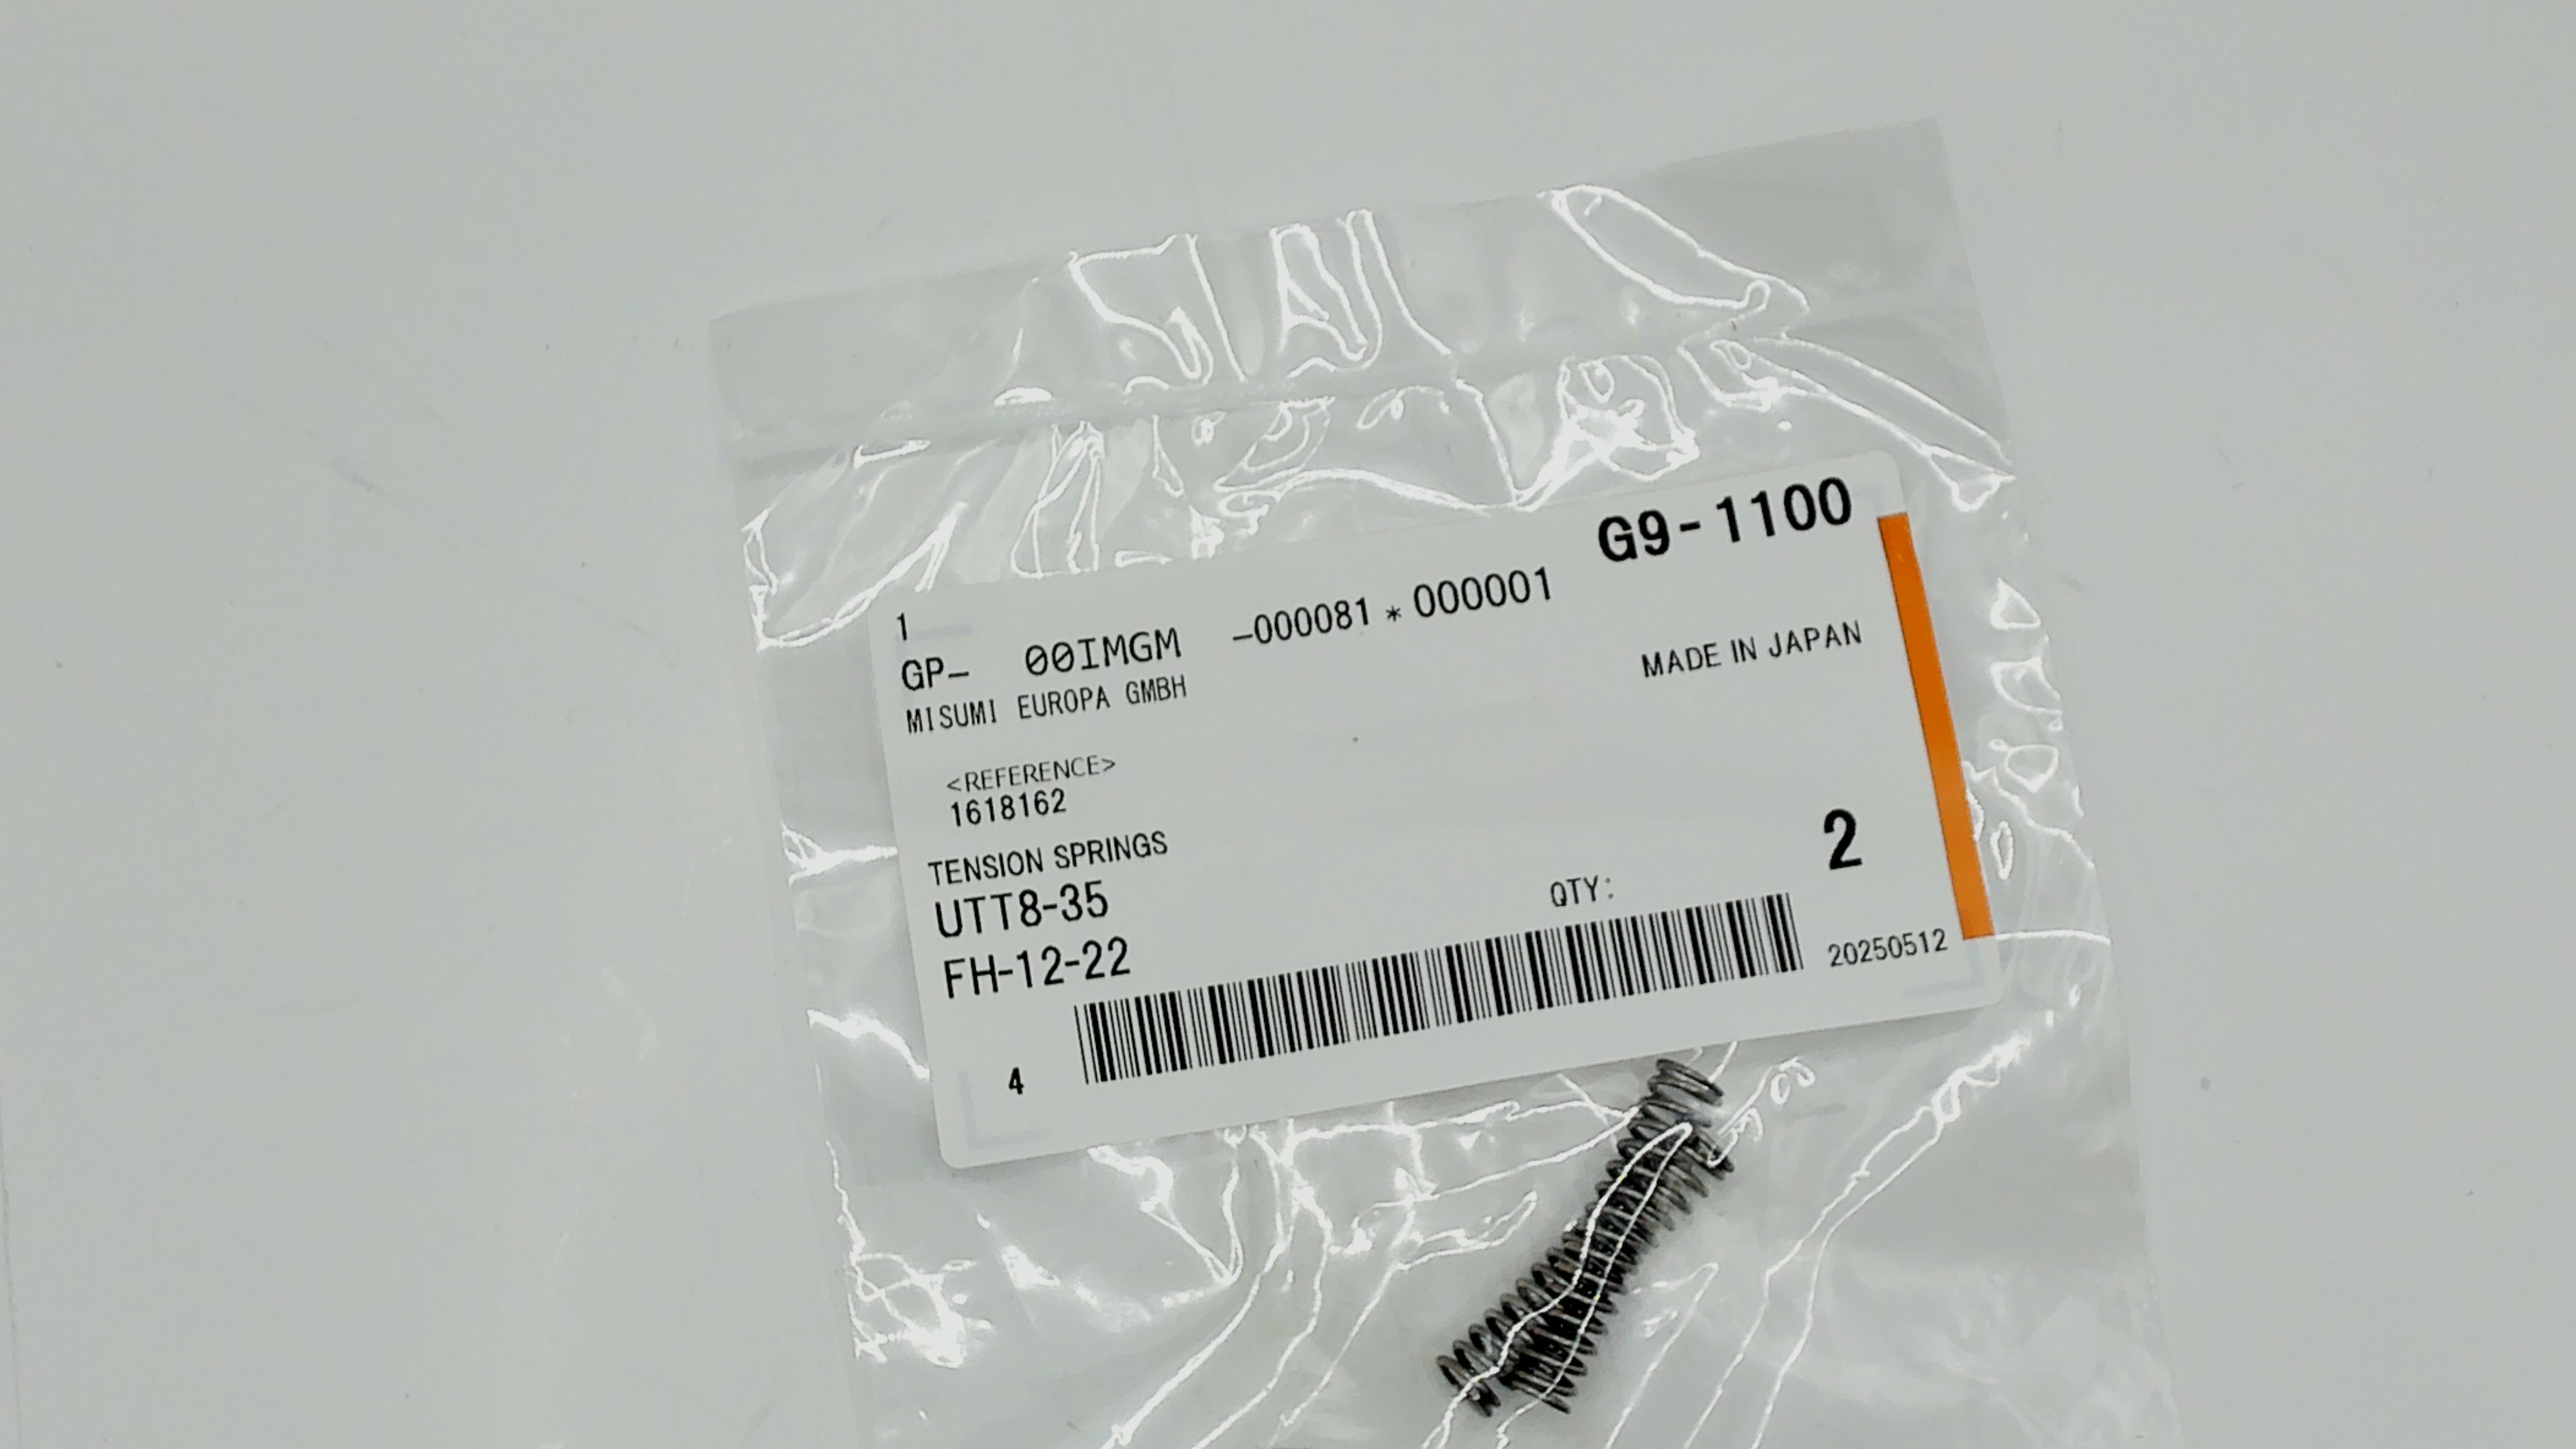 G9-1100
1
GP- 00IMGM -000081 * 000001
MISUMI EUROPA GMBH
MADE IN JAPAN
<REFERENCE>
1618162
TENSION SPRINGS
UTT8-35
FH-12-22
QTY: 2
20250512
4